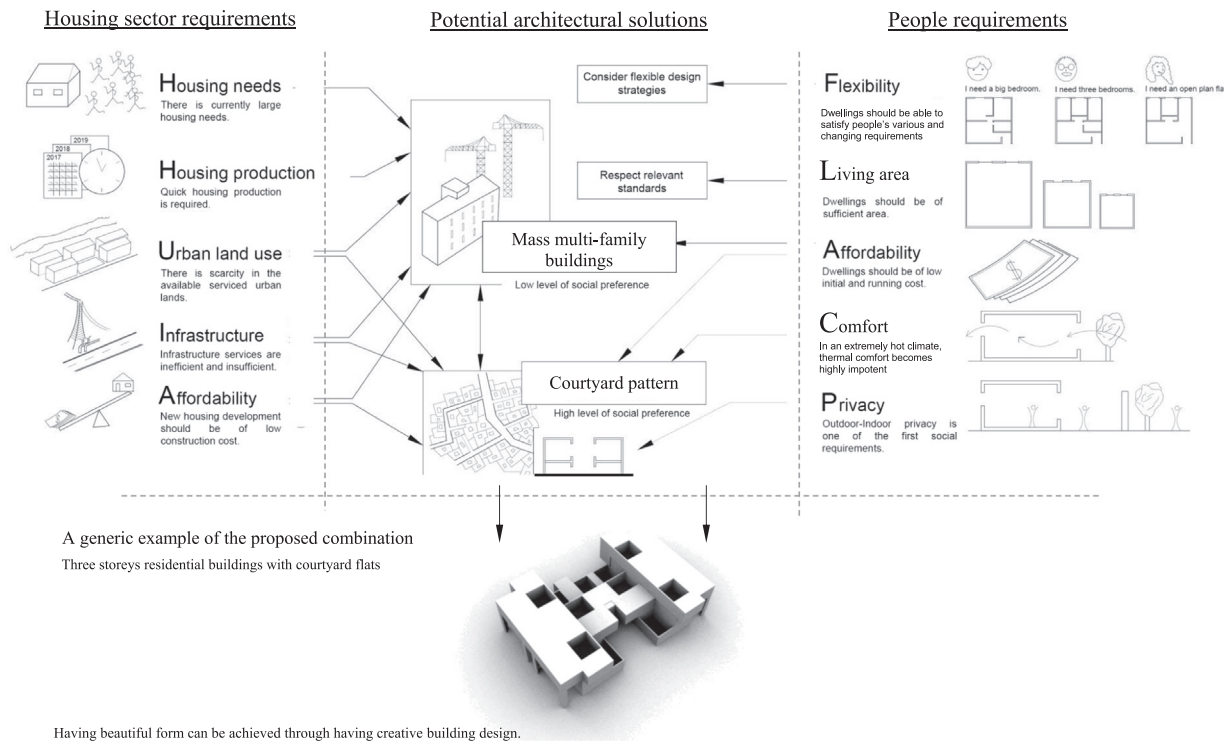 Housing sector requirements
Potential architectural solutions
People requirements
Housing needs
There is currently large
housing needs.
2019
2018
2017
Housing production
Quick housing production
is required.
Urban land use
There is scarcity in the
available serviced urban
lands.
Infrastructure
Infrastructure services are
inefficient and insufficient.
Affordability
New housing development
should be of low
construction cost.
Consider flexible design
strategies
Respect relevant
standards
Mass multi-family
buildings
Low level of social preference
Courtyard pattern
High level of social preference
Flexibility
Dwellings should be able to
satisfy people's various and
changing requirements
I need a big bedroom.
I need three bedrooms.
I need an open plan fla
Living area
Dwellings should be of
sufficient area.
Affordability
Dwellings should be of low
initial and running cost.
$
Comfort
In an extremely hot climate,
thermal comfort becomes
highly impotent
Privacy
Outdoor-Indoor privacy is
one of the first social
requirements.
A generic example of the proposed combination
Three storeys residential buildings with courtyard flats
Having beautiful form can be achieved through having creative building design.